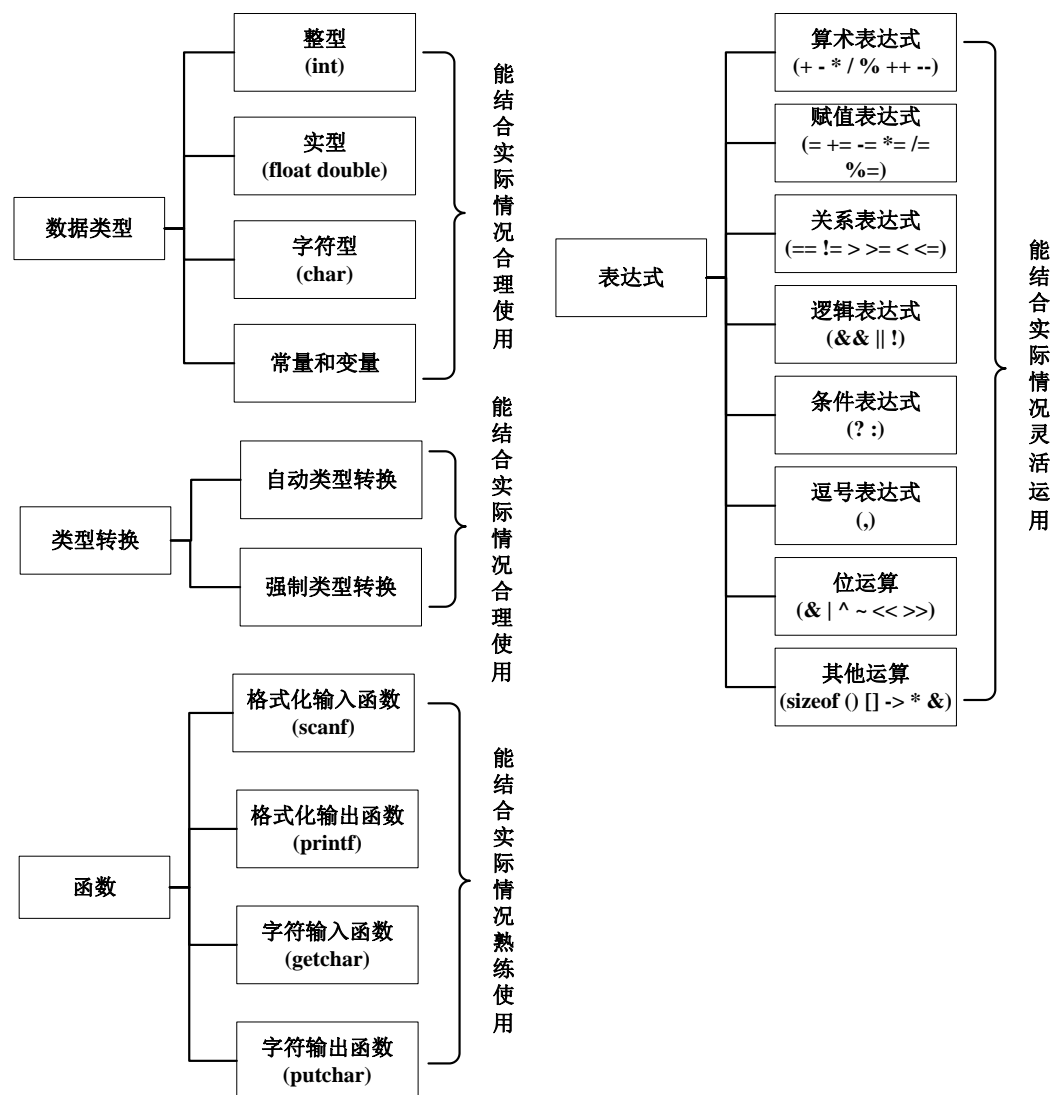 数据类型
整型
(int)
实型
(float double)
字符型
(char)
常量和变量
能结合实际情况合理使用
类型转换
自动类型转换
强制类型转换
能结合实际情况合理使用
函数
格式化输入函数
(scanf)
格式化输出函数
(printf)
字符输入函数
(getchar)
字符输出函数
(putchar)
能结合实际情况熟练使用
表达式
算术表达式
(+ - * / % ++ --)
赋值表达式
(= += -= *= /=
%=)
关系表达式
(== != > >= < <=)
逻辑表达式
(&& || !)
条件表达式
(? :)
逗号表达式
(,)
位运算
(& | ^ ~ << >>)
其他运算
(sizeof () [] -> * &)
能结合实际情况灵活运用